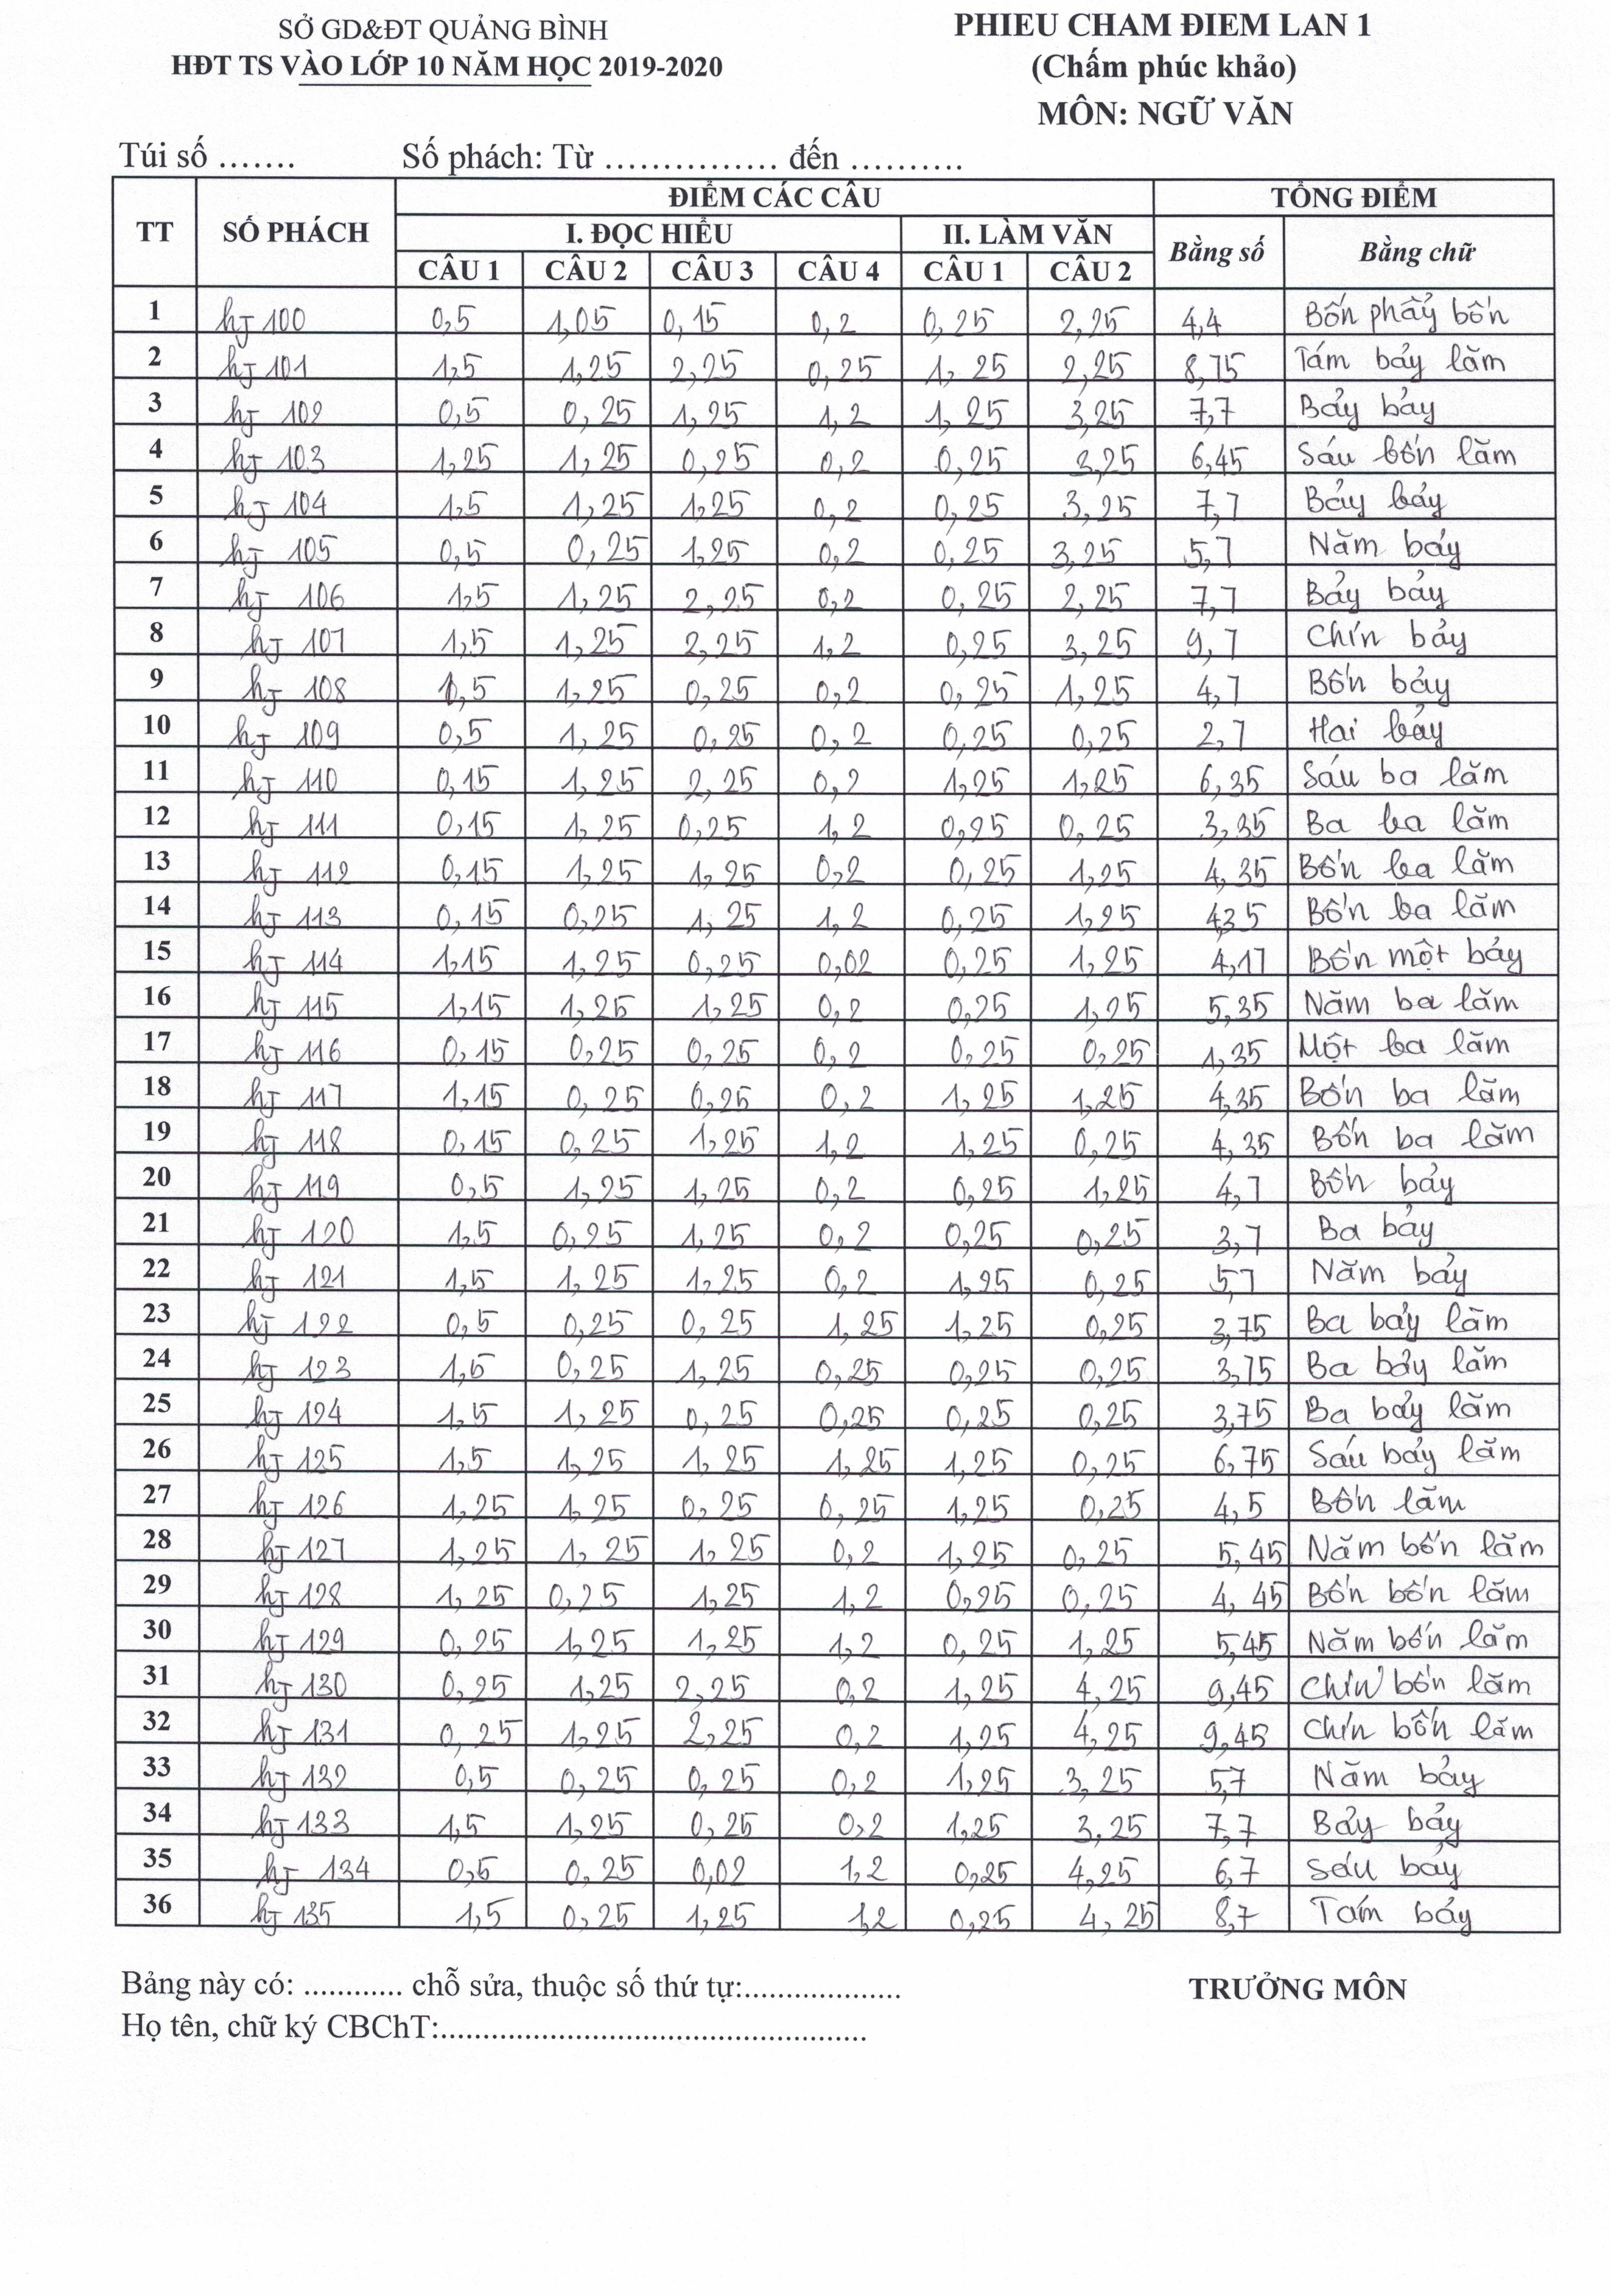 SỞ GD&ĐT QUẢNG BÌNH
HĐT TS VÀO LỚP 10 NĂM HỌC 2019-2020
PHIEU CHAM ĐIEM LAN 1
(Chấm phúc khảo)
MÔN: NGỮ VĂN
Túi số ....... Số phách: Từ ............... đến ..........
TT SỐ PHÁCH ĐIỂM CÁC CÂU TỔNG ĐIỂM
I. ĐỌC HIỂU II. LÀM VĂN Bằng số Bằng chữ
CÂU 1 CÂU 2 CÂU 3 CÂU 4 CÂU 1 CÂU 2
1 hj 100 0,5 1,05 0,15 0,2 0,25 2,25 4,4 Bốn phẩy bốn
2 hj 101 1,5 1,25 2,25 0,25 1,25 2,25 8,75 Tám bảy lăm
3 hj 102 0,5 0,25 1,25 1,2 1,25 3,25 7,7 Bảy bảy
4 hj 103 1,25 1,25 0,25 0,2 0,25 3,25 6,45 Sáu bốn lăm
5 hj 104 1,5 1,25 1,25 0,2 0,25 3,25 7,7 Bảy bảy
6 hj 105 0,5 0,25 1,25 0,2 0,25 3,25 5,7 Năm bảy
7 hj 106 1,5 1,25 2,25 0,2 0,25 2,25 7,7 Bảy bảy
8 hj 107 1,5 1,25 2,25 1,2 0,25 3,25 9,7 Chín bảy
9 hj 108 1,5 1,25 0,25 0,2 0,25 1,25 4,7 Bốn bảy
10 hj 109 0,5 1,25 0,25 0,2 0,25 0,25 2,7 Hai bảy
11 hj 110 0,15 1,25 2,25 0,2 1,25 1,25 6,35 Sáu ba lăm
12 hj 111 0,15 1,25 0,25 1,2 0,25 0,25 3,35 Ba ba lăm
13 hj 112 0,15 1,25 1,25 0,2 0,25 1,25 4,35 Bốn ba lăm
14 hj 113 0,15 0,25 1,25 1,2 0,25 1,25 4,35 Bốn ba lăm
15 hj 114 1,15 1,25 0,25 0,02 0,25 1,25 4,17 Bốn một bảy
16 hj 115 1,15 1,25 1,25 0,2 0,25 1,25 5,35 Năm ba lăm
17 hj 116 0,15 0,25 0,25 0,2 0,25 0,25 1,35 Một ba lăm
18 hj 117 1,15 0,25 0,25 0,2 1,25 1,25 4,35 Bốn ba lăm
19 hj 118 0,15 0,25 1,25 1,2 1,25 0,25 4,35 Bốn ba lăm
20 hj 119 0,5 1,25 1,25 0,2 0,25 1,25 4,7 Bốn bảy
21 hj 120 1,5 0,25 1,25 0,2 0,25 0,25 3,7 Ba bảy
22 hj 121 1,5 1,25 1,25 0,2 1,25 0,25 5,7 Năm bảy
23 hj 122 0,5 0,25 0,25 1,25 1,25 0,25 3,75 Ba bảy lăm
24 hj 123 1,5 0,25 1,25 0,25 0,25 0,25 3,75 Ba bảy lăm
25 hj 124 1,5 1,25 0,25 0,25 0,25 0,25 3,75 Ba bảy lăm
26 hj 125 1,5 1,25 1,25 1,25 1,25 0,25 6,75 Sáu bảy lăm
27 hj 126 1,25 1,25 0,25 0,25 1,25 0,25 4,5 Bốn lăm
28 hj 127 1,25 1,25 1,25 0,2 1,25 0,25 5,45 Năm bốn lăm
29 hj 128 1,25 0,25 1,25 1,2 0,25 0,25 4,45 Bốn bốn lăm
30 hj 129 0,25 1,25 1,25 1,2 0,25 1,25 5,45 Năm bốn lăm
31 hj 130 0,25 1,25 2,25 0,2 1,25 4,25 9,45 Chín bốn lăm
32 hj 131 0,25 1,25 2,25 0,2 1,25 4,25 9,45 Chín bốn lăm
33 hj 132 0,5 0,25 0,25 0,2 1,25 3,25 5,7 Năm bảy
34 hj 133 1,5 1,25 0,25 0,2 1,25 3,25 7,7 Bảy bảy
35 hj 134 0,5 0,25 0,02 1,2 0,25 4,25 6,7 Sáu bảy
36 hj 135 1,5 0,25 1,25 1,2 0,25 4,25 8,7 Tám bảy
Bảng này có: ............ chỗ sửa, thuộc số thứ tự:...................
TRƯỞNG MÔN
Họ tên, chữ ký CBChT:....................................................